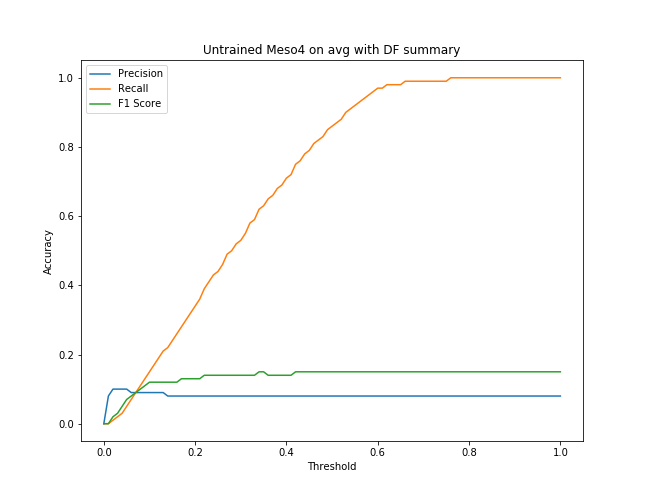 Untrained Meso4 on avg with DF summary
Precision
Recall
F1 Score
1.0
0.8
0.6
0.4
0.2
0.0
Accuracy
0.0 0.2 0.4 0.6 0.8 1.0
Threshold